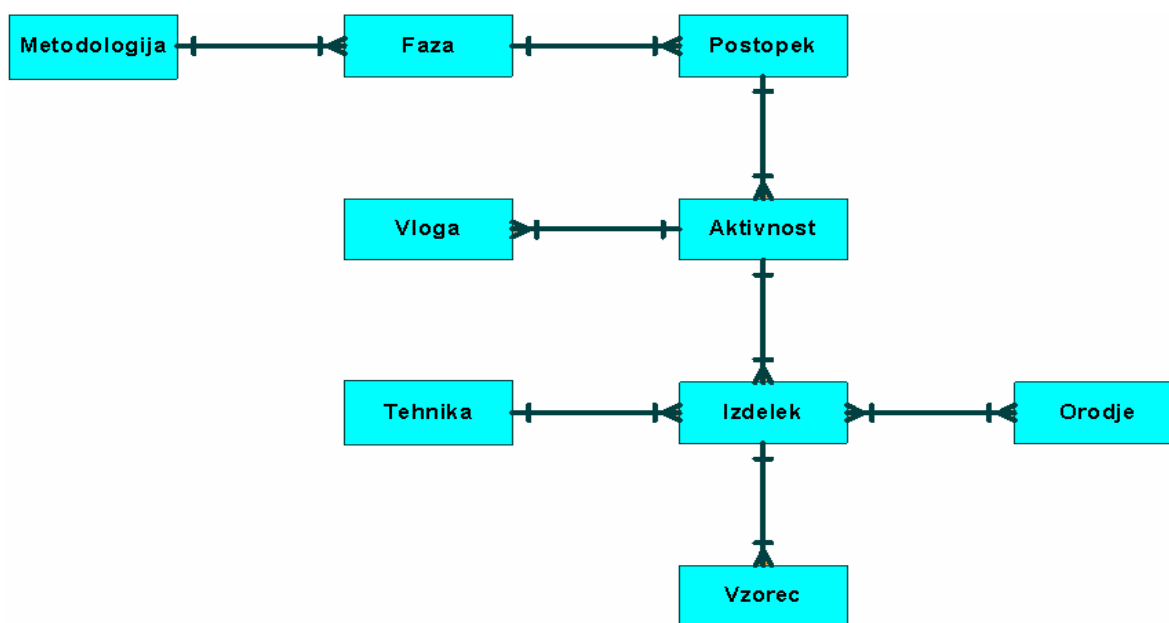 Metodologija
Faza
Postopek
Vloga
Aktivnost
Tehnika
Izdelek
Orodje
Vzorec